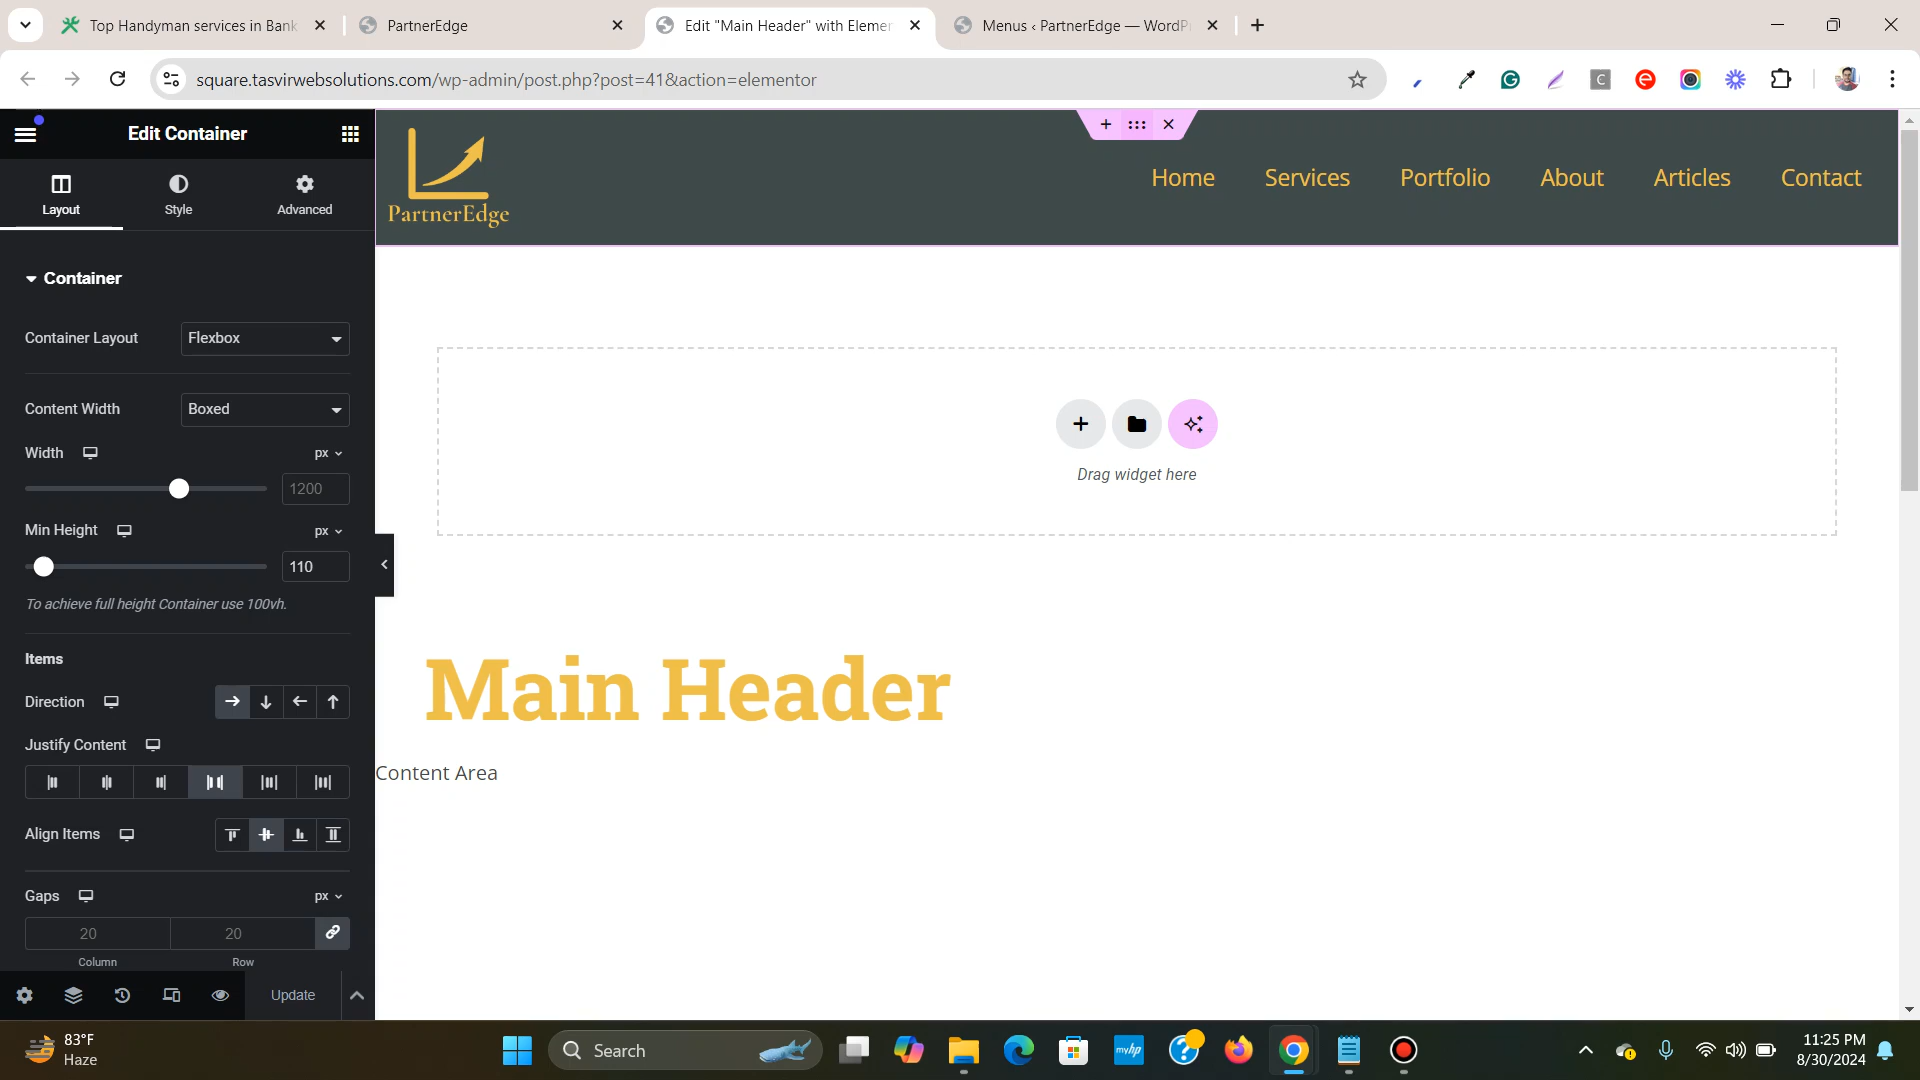 Top Handyman services in Bank
PartnerEdge
Edit "Main Header" with Elemen
Menus ‹ PartnerEdge — WordPr
square.tasvirwebsolutions.com/wp-admin/post.php?post=41&action=elementor
Edit Container
Layout
Style
Advanced
Container
Container Layout
Flexbox
Content Width
Boxed
Width
px
1200
Min Height
px
110
To achieve full height Container use 100vh.
Items
Direction
Justify Content
Align Items
Gaps
px
20
20
Column
Row
Update
PartnerEdge
Home
Services
Portfolio
About
Articles
Contact
Drag widget here
Main Header
Content Area
83°F
Haze
Search
myhp
11:25 PM
8/30/2024